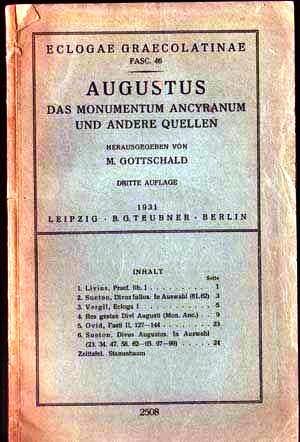 ECLOGAE GRAECOLATINAE
FASC. 46
AUGUSTUS
DAS MONUMENTUM ANCYRANUM
UND ANDERE QUELLEN
HERAUSGEGEBEN VON
M. GOTTSCHALD
DRITTE AUFLAGE
1931
LEIPZIG · B. G. TEUBNER · BERLIN
INHALT
Seite
1. Livius, Praef. lib. I . . . . . . . . . 1
2. Sueton, Divus Iulius. In Auswahl (81. 82) 3
3. Vergil, Ecloga I . . . . . . . . . . 5
4. Res gestae Divi Augusti (Mon. Anc.) . . 9
5. Ovid, Fasti II, 127—144 . . . . . . . 23
6. Sueton, Divus Augustus. In Auswahl
(23. 34. 47. 58. 62—65. 97—99) . . . . 24
Zeittafel. Stammbaum
2508